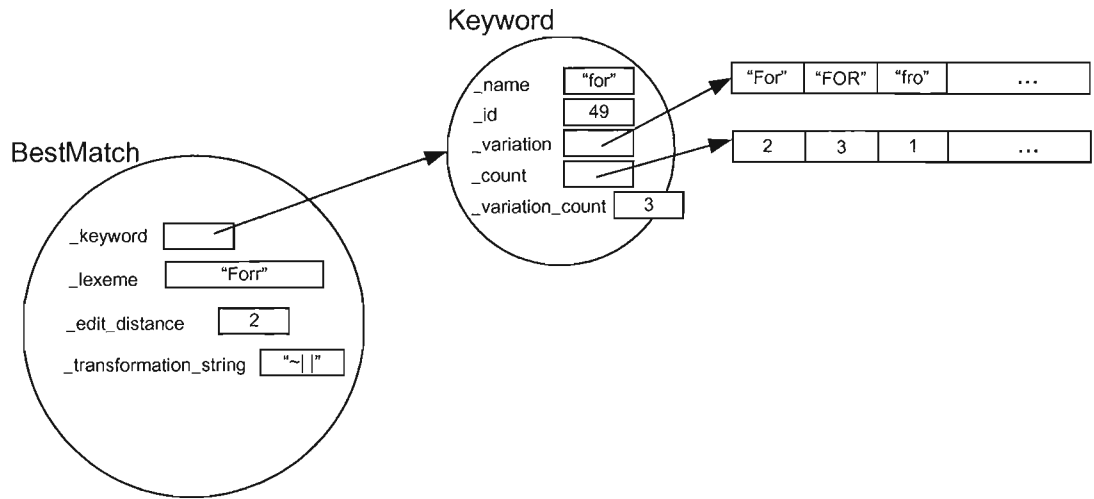 Keyword
_name "for"
_id 49
_variation
_count
_variation_count 3
"For" "FOR" "fro" ...
2 3 1 ...
BestMatch
_keyword
_lexeme "Forr"
_edit_distance 2
_transformation_string "~| |"